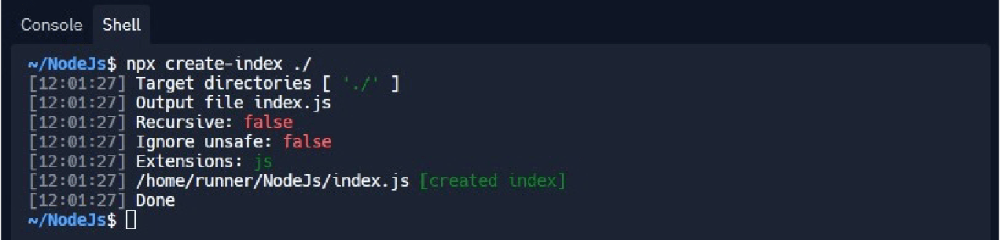 Console Shell
~/NodeJs$ npx create-index ./
[12:01:27] Target directories [ './' ]
[12:01:27] Output file index.js
[12:01:27] Recursive: false
[12:01:27] Ignore unsafe: false
[12:01:27] Extensions: js
[12:01:27] /home/runner/NodeJs/index.js [created index]
[12:01:27] Done
~/NodeJs$